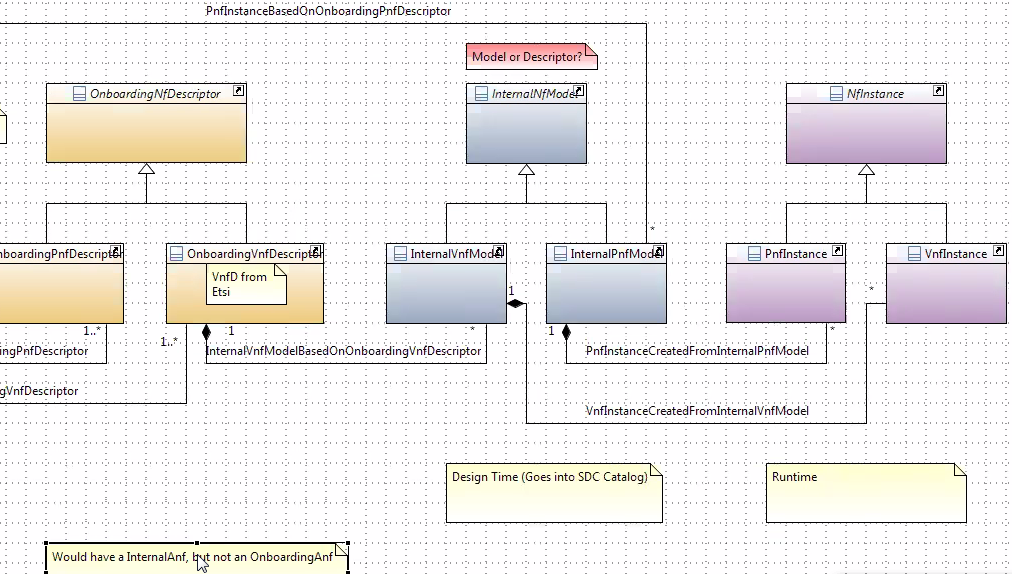 PnfInstanceBasedOnOnboardingPnfDescriptor
Model or Descriptor?
OnboardingNfDescriptor
InternalNfModel
NfInstance
*
nboardingPnfDescriptor
OnboardingVnfDescriptor
InternalVnfModel
InternalPnfModel
PnfInstance
VnfInstance
VnfD from
Etsi
1
*
1..*
1..*
1
*
1
*
ingPnfDescriptor
InternalVnfModelBasedOnOnboardingVnfDescriptor
PnfInstanceCreatedFromInternalPnfModel
gVnfDescriptor
VnfInstanceCreatedFromInternalVnfModel
Design Time (Goes into SDC Catalog)
Runtime
Would have a InternalAnf, but not an OnboardingAnf